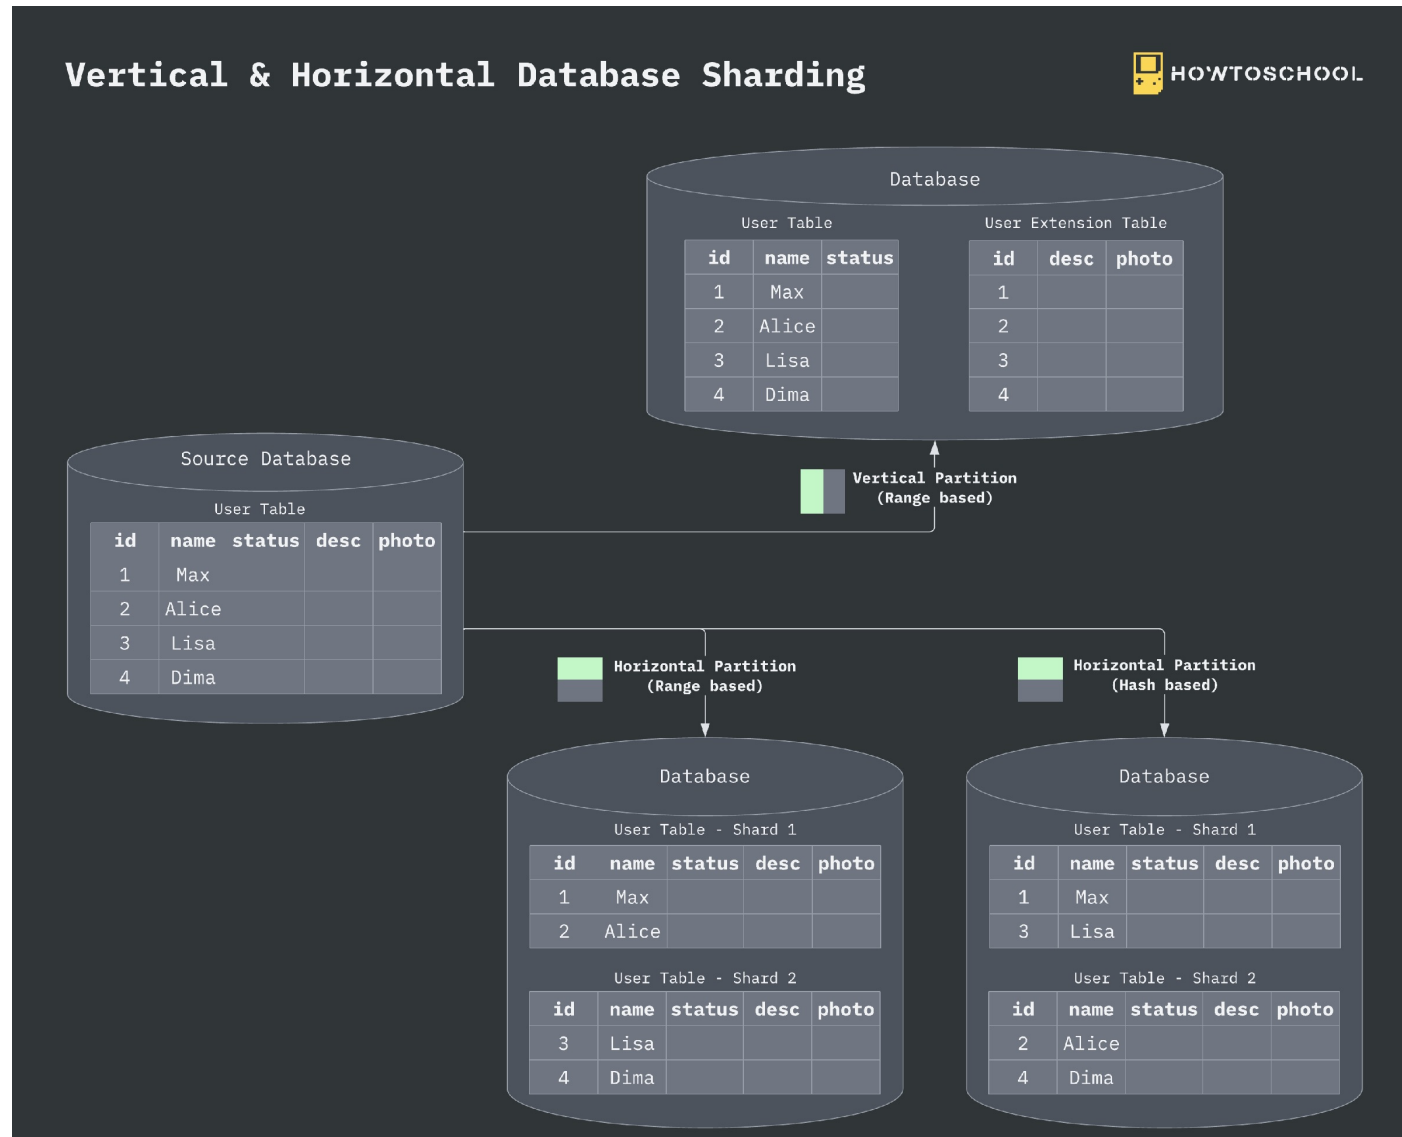 Vertical & Horizontal Database Sharding
HOWTOSCHOOL
Database
User Table
id name status
1 Max
2 Alice
3 Lisa
4 Dima
User Extension Table
id desc photo
1
2
3
4
Vertical Partition
(Range based)
Source Database
User Table
id name status desc photo
1 Max
2 Alice
3 Lisa
4 Dima
Horizontal Partition
(Range based)
Horizontal Partition
(Hash based)
Database
User Table - Shard 1
id name status desc photo
1 Max
2 Alice
User Table - Shard 2
id name status desc photo
3 Lisa
4 Dima
Database
User Table - Shard 1
id name status desc photo
1 Max
3 Lisa
User Table - Shard 2
id name status desc photo
2 Alice
4 Dima